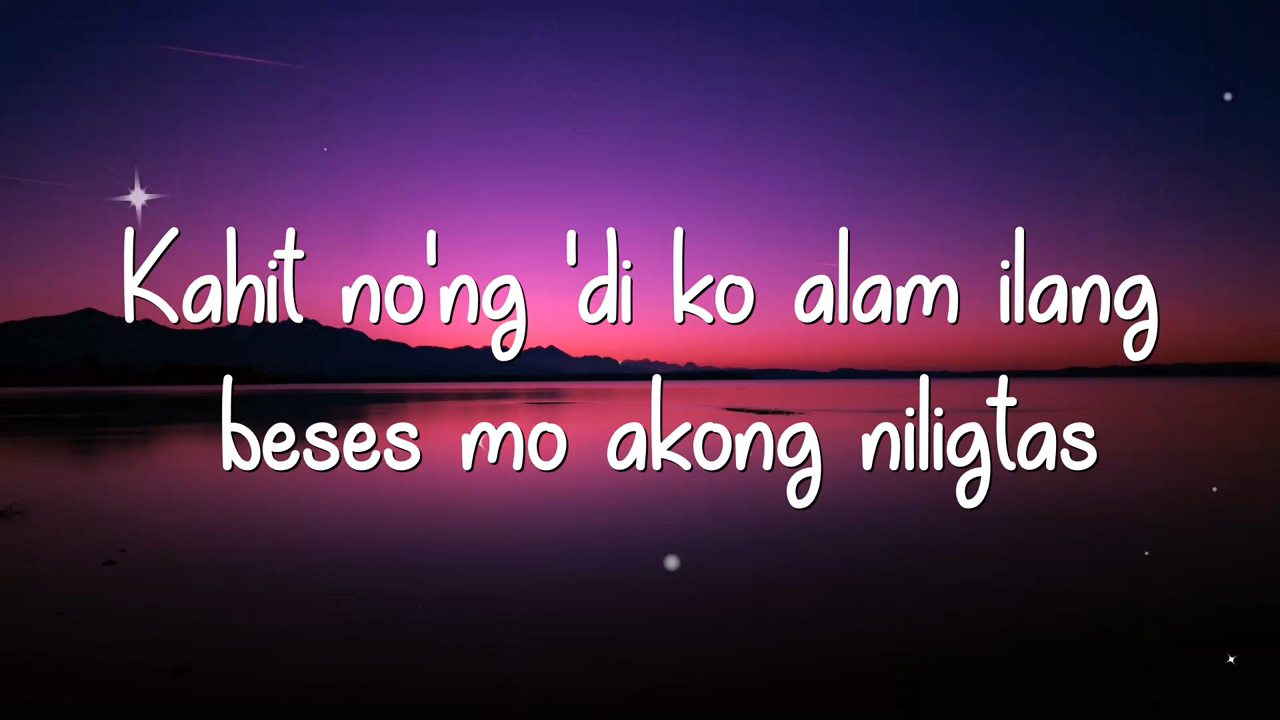 Kahit no'ng 'di ko alam ilang
beses mo akong niligtas